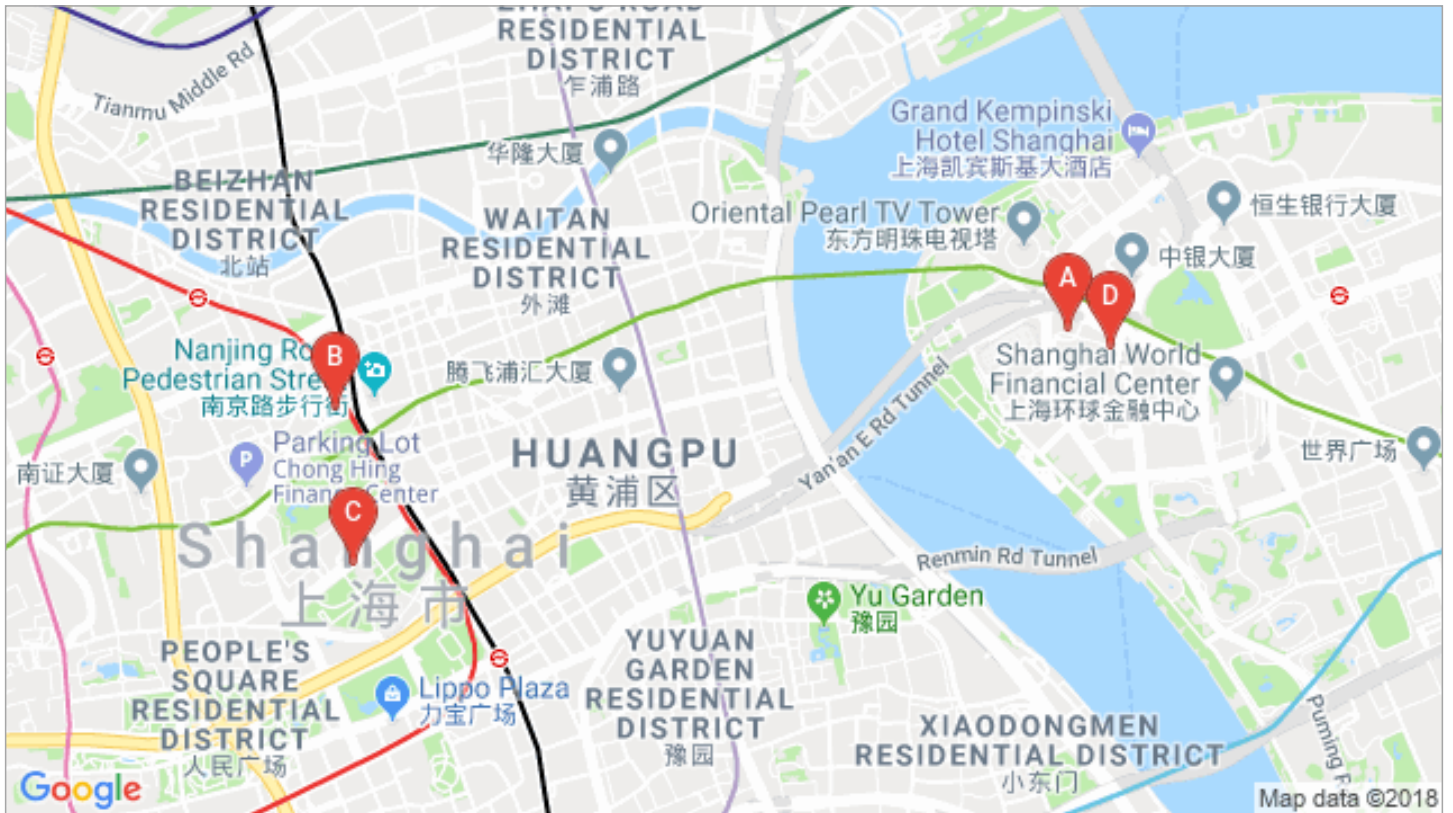 ZHAPU ROAD
RESIDENTIAL
DISTRICT
乍浦路
Tianmu Middle Rd
华隆大厦
Grand Kempinski
Hotel Shanghai
上海凯宾斯基大酒店
BEIZHAN
RESIDENTIAL
DISTRICT
北站
WAITAN
RESIDENTIAL
DISTRICT
外滩
Oriental Pearl TV Tower
东方明珠电视塔
恒生银行大厦
中银大厦
A
D
B
Nanjing Ro
Pedestrian Stre
南京路步行街
腾飞浦汇大厦
Shanghai World
Financial Center
上海环球金融中心
Yan'an E Rd Tunnel
南证大厦
P
Parking Lot
Chong Hing
Finance Center
HUANGPU
黄浦区
世界广场
C
Shanghai
上海市
Renmin Rd Tunnel
Yu Garden
豫园
PEOPLE'S
SQUARE
RESIDENTIAL
DISTRICT
人民广场
Lippo Plaza
力宝广场
YUYUAN
GARDEN
RESIDENTIAL
DISTRICT
豫园
XIAODONGMEN
RESIDENTIAL DISTRICT
小东门
Puming R
Google
Map data ©2018